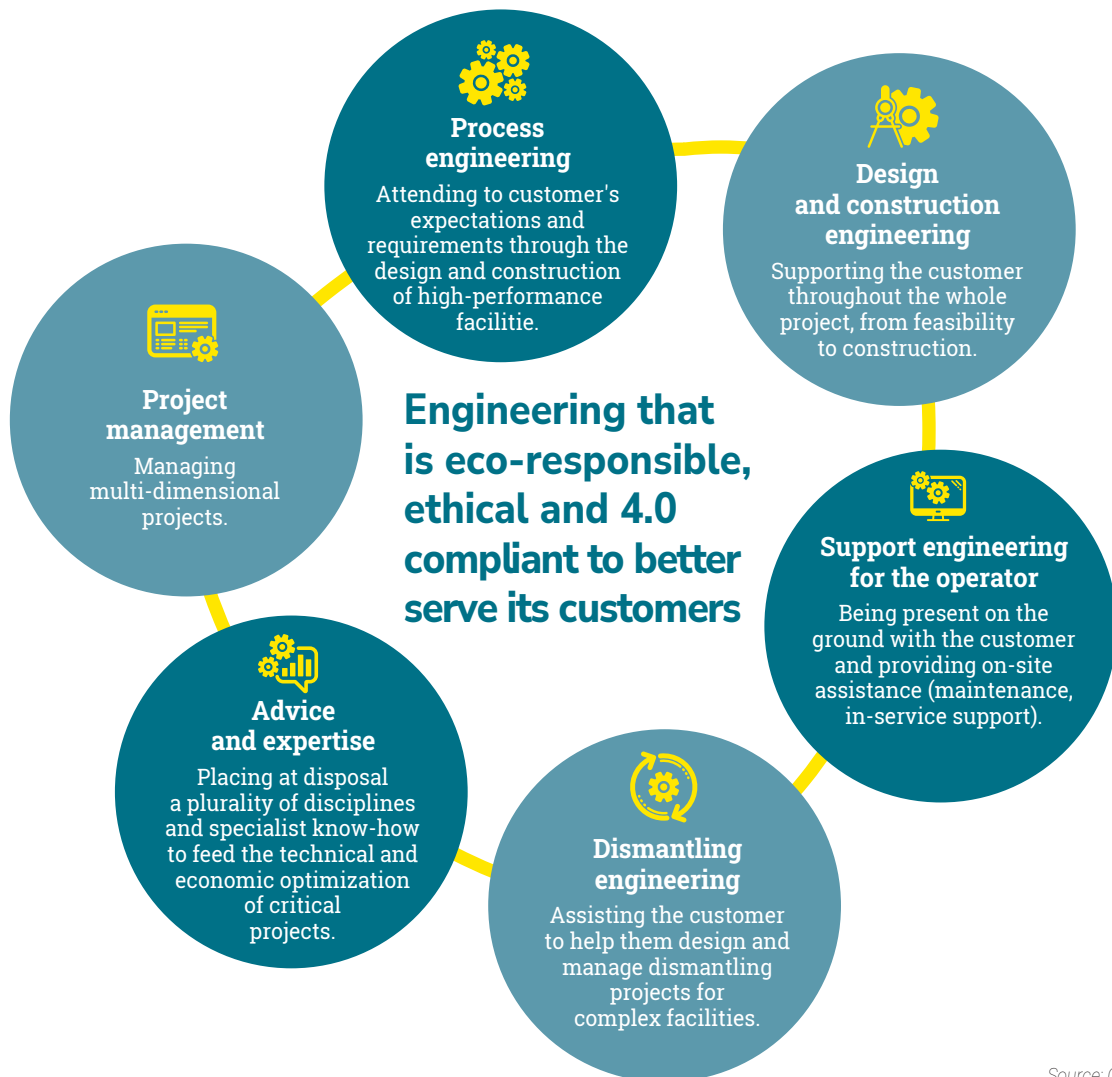 Process
engineering
Attending to customer's
expectations and
requirements through the
design and construction
of high-performance
facilitie.
Design
and construction
engineering
Supporting the customer
throughout the whole
project, from feasibility
to construction.
Project
management
Managing
multi-dimensional
projects.
Engineering that
is eco-responsible,
ethical and 4.0
compliant to better
serve its customers
Support engineering
for the operator
Being present on the
ground with the customer
and providing on-site
assistance (maintenance,
in-service support).
Advice
and expertise
Placing at disposal
a plurality of disciplines
and specialist know-how
to feed the technical and
economic optimization
of critical
projects.
Dismantling
engineering
Assisting the customer
to help them design and
manage dismantling
projects for
complex facilities.
Source: